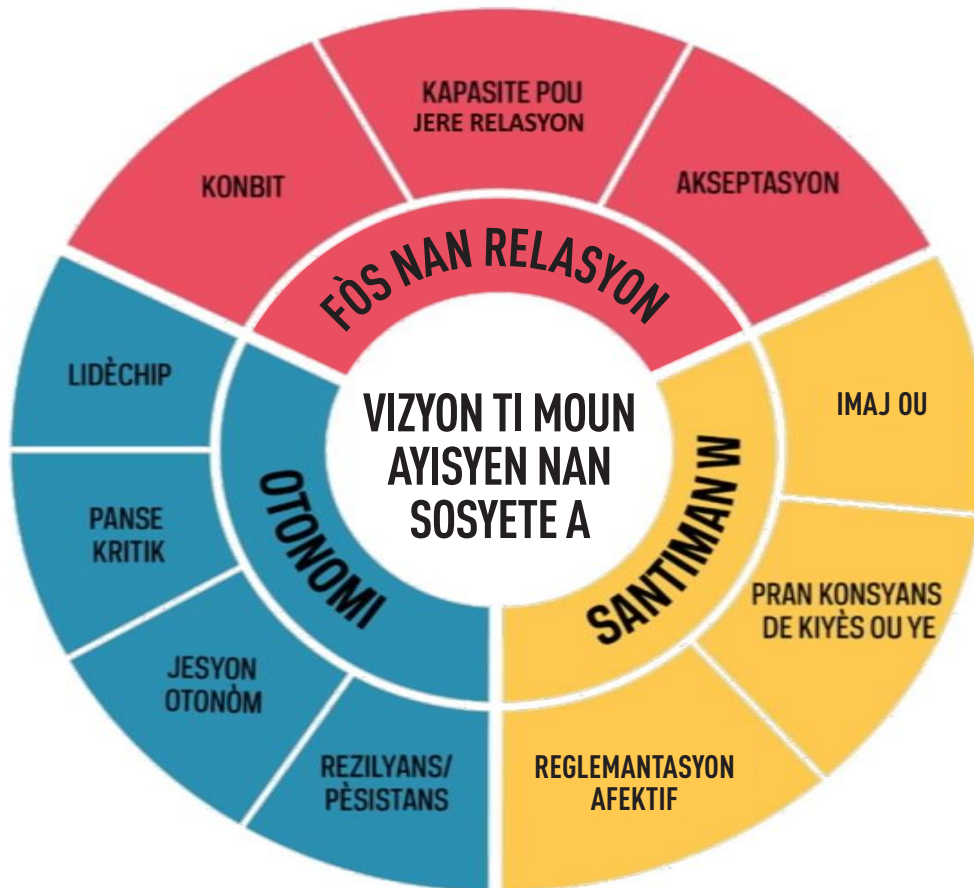 KAPASITE POU
JERE RELASYON
KONBIT
AKSEPTASYON
FÒS NAN RELASYON
LIDÈCHIP
IMAJ OU
VIZYON TI MOUN
AYISYEN NAN
SOSYETE A
OTONOMI
SANTIMAN W
PANSE
KRITIK
PRAN KONSYANS
DE KIYÈS OU YE
JESYON
OTONÒM
REZILYANS/
PÈSISTANS
REGLEMANTASYON
AFEKTIF